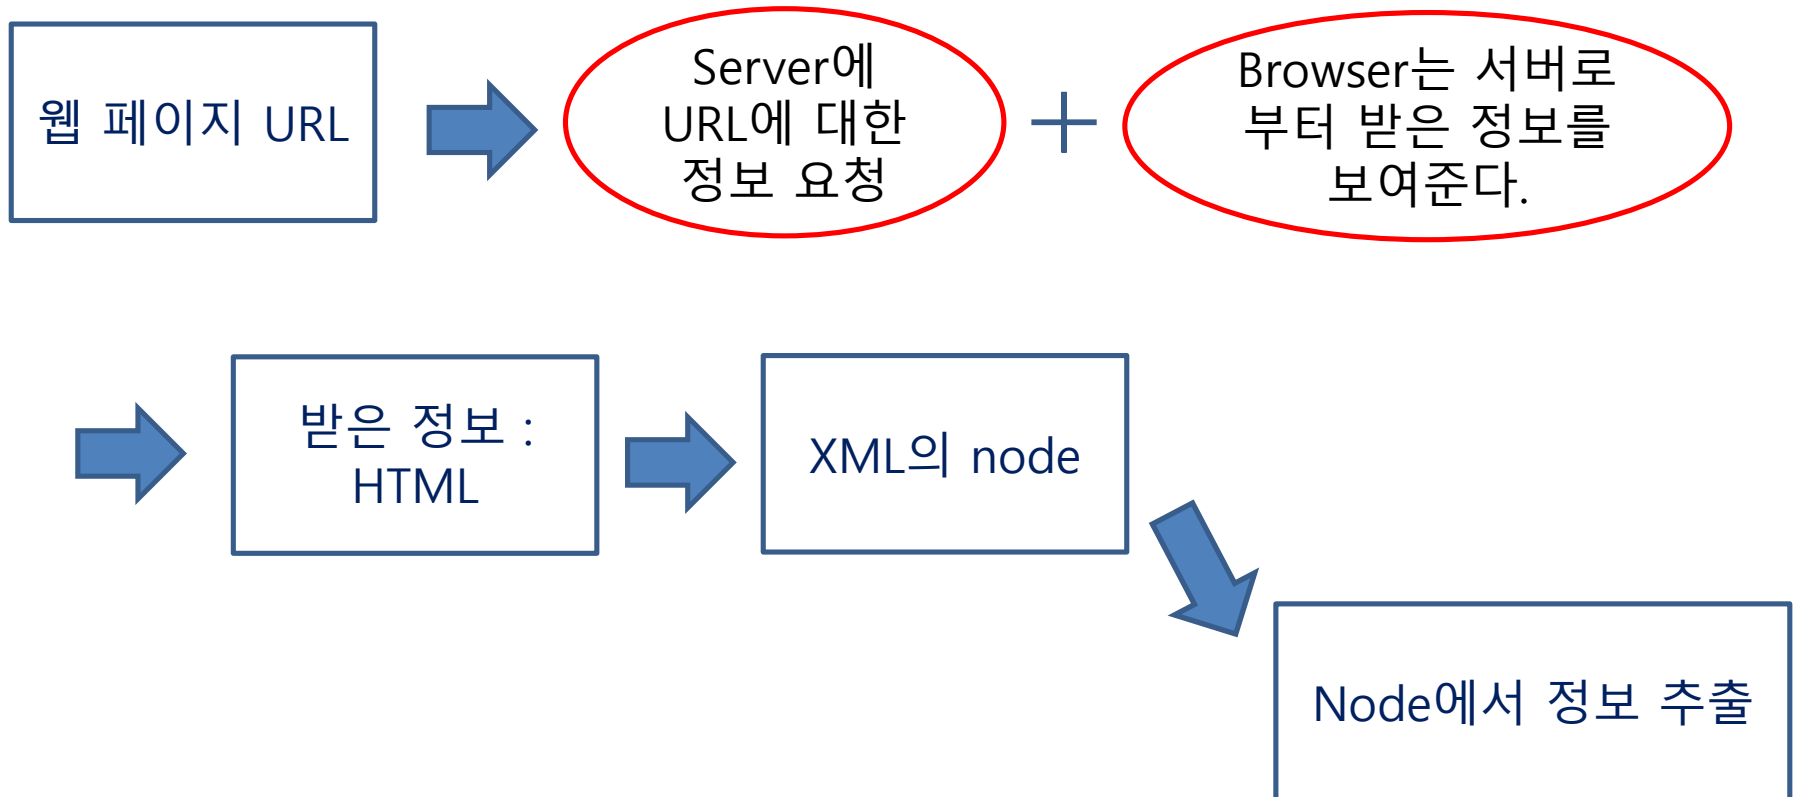 웹 페이지 URL
Server에
URL에 대한
정보 요청
+
Browser는 서버로
부터 받은 정보를
보여준다.
받은 정보 :
HTML
XML의 node
Node에서 정보 추출